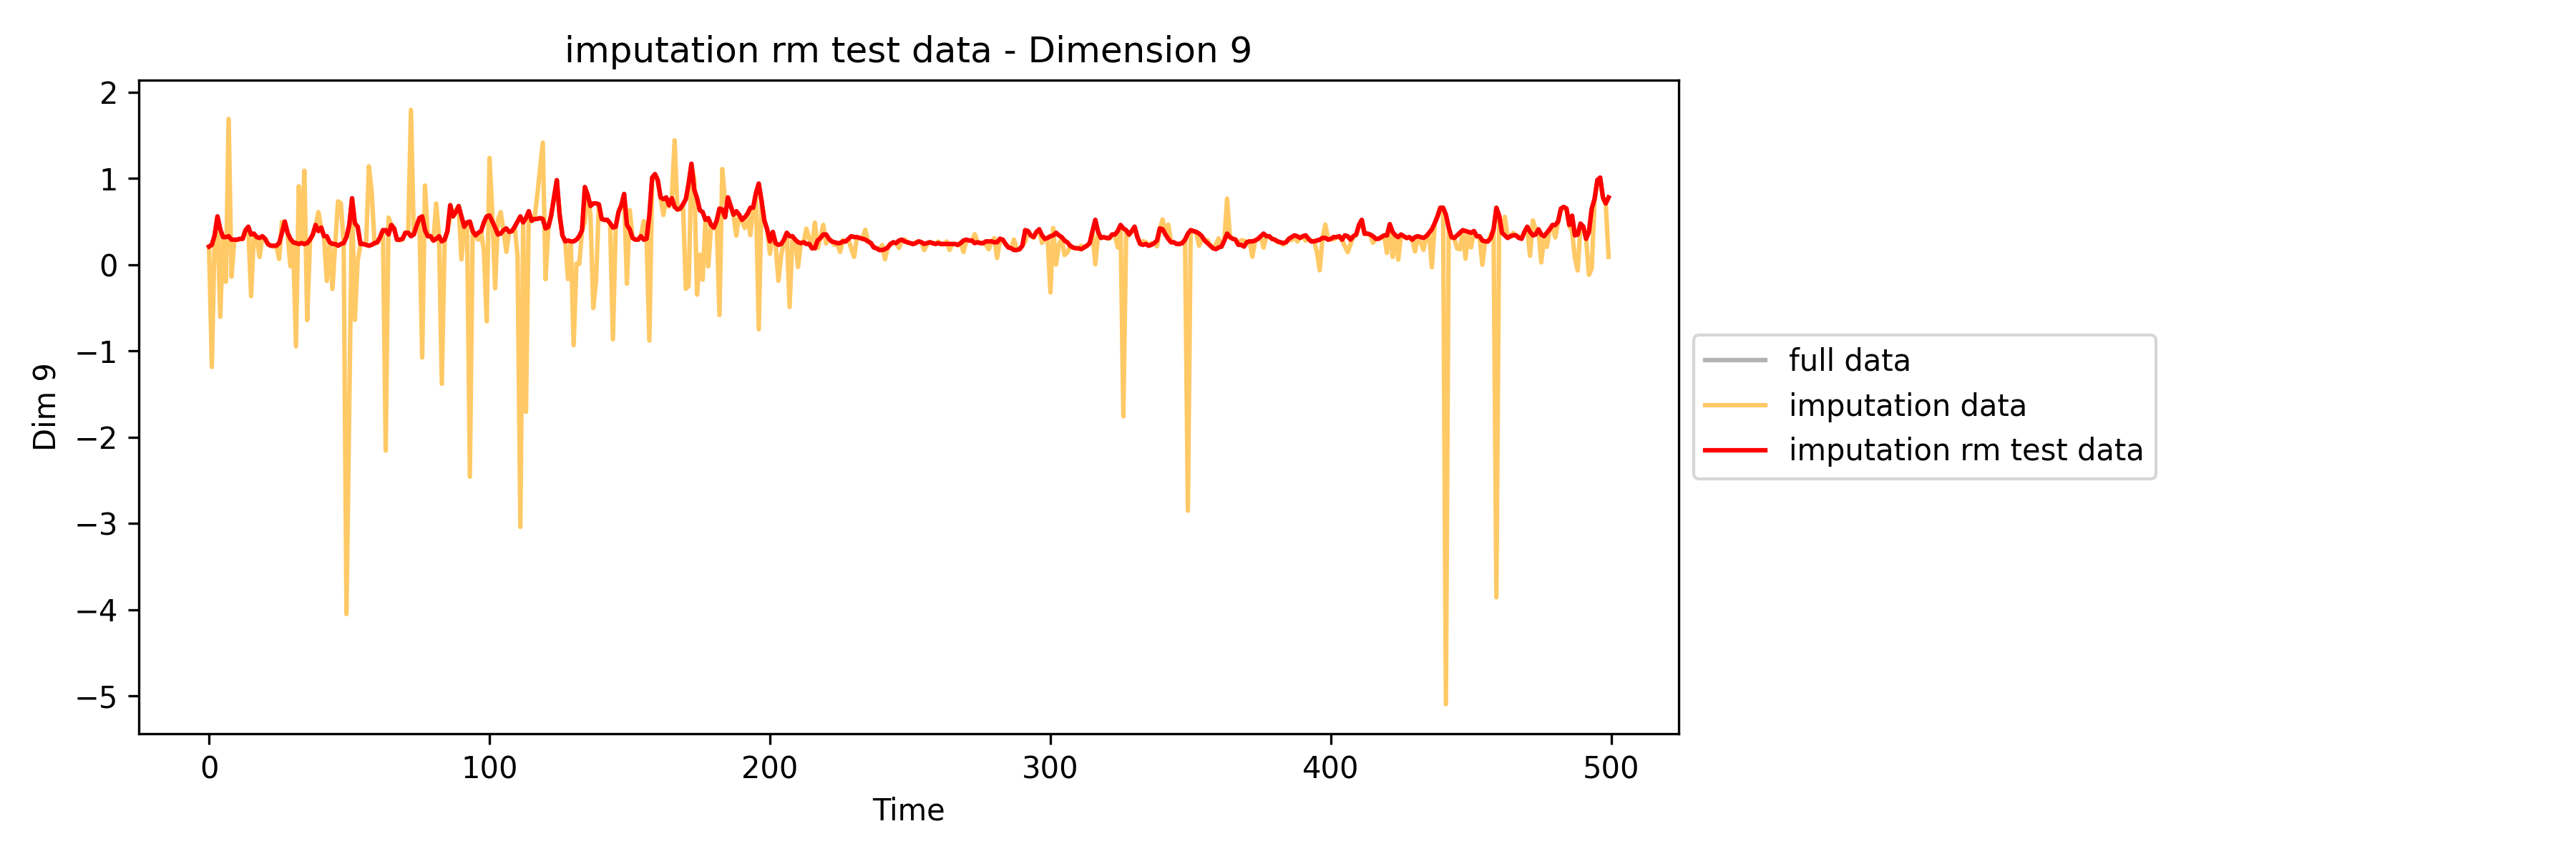 imputation rm test data - Dimension 9
2
1
0
−1
−2
−3
−4
−5
Dim 9
0 100 200 300 400 500
Time
full data
imputation data
imputation rm test data